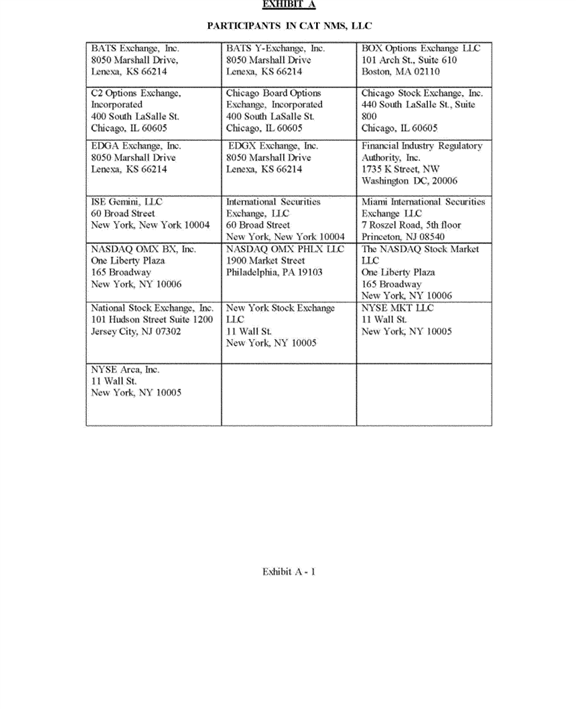 EXHIBIT A
PARTICIPANTS IN CAT NMS, LLC
BATS Exchange, Inc.
8050 Marshall Drive,
Lenexa, KS 66214
BATS Y-Exchange, Inc.
8050 Marshall Drive
Lenexa, KS 66214
BOX Options Exchange LLC
101 Arch St., Suite 610
Boston, MA 02110
C2 Options Exchange,
Incorporated
400 South LaSalle St.
Chicago, IL 60605
Chicago Board Options
Exchange, Incorporated
400 South LaSalle St.
Chicago, IL 60605
Chicago Stock Exchange, Inc.
440 South LaSalle St., Suite
800
Chicago, IL 60605
EDGA Exchange, Inc.
8050 Marshall Drive
Lenexa, KS 66214
EDGX Exchange, Inc.
8050 Marshall Drive
Lenexa, KS 66214
Financial Industry Regulatory
Authority, Inc.
1735 K Street, NW
Washington DC, 20006
ISE Gemini, LLC
60 Broad Street
New York, New York 10004
International Securities
Exchange, LLC
60 Broad Street
New York, New York 10004
Miami International Securities
Exchange LLC
7 Roszel Road, 5th floor
Princeton, NJ 08540
NASDAQ OMX BX, Inc.
One Liberty Plaza
165 Broadway
New York, NY 10006
NASDAQ OMX PHLX LLC
1900 Market Street
Philadelphia, PA 19103
The NASDAQ Stock Market
LLC
One Liberty Plaza
165 Broadway
New York, NY 10006
National Stock Exchange, Inc.
101 Hudson Street Suite 1200
Jersey City, NJ 07302
New York Stock Exchange
LLC
11 Wall St.
New York, NY 10005
NYSE MKT LLC
11 Wall St.
New York, NY 10005
NYSE Arca, Inc.
11 Wall St.
New York, NY 10005
Exhibit A - 1